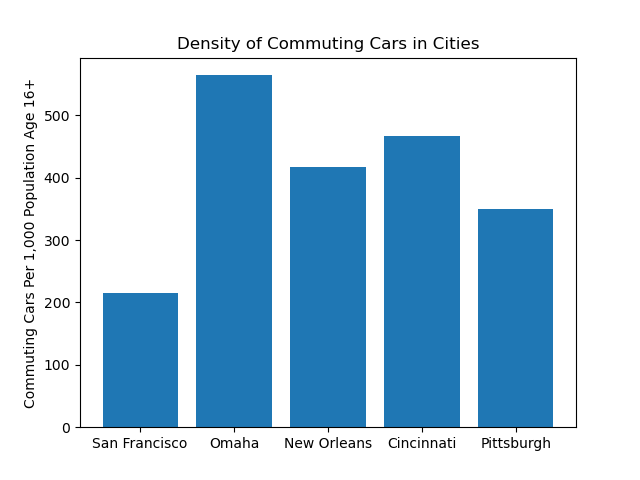 Density of Commuting Cars in Cities
Commuting Cars Per 1,000 Population Age 16+
500
400
300
200
100
0
San Francisco Omaha New Orleans Cincinnati Pittsburgh